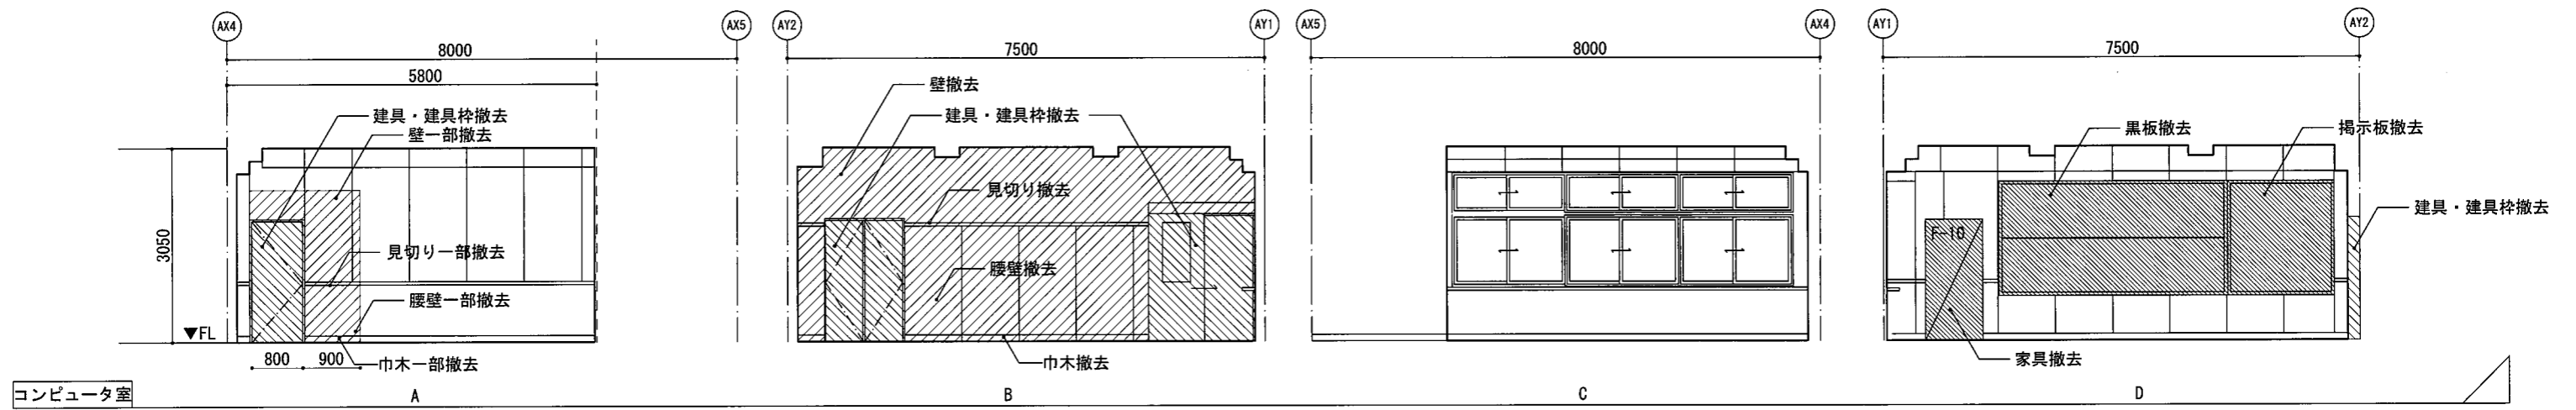 AX4 AX5 AY2 AY1 AX5 AX4 AY1 AY2
8000 7500 8000 7500
5800
壁撤去
建具・建具枠撤去 建具・建具枠撤去
壁一部撤去 黒板撤去 掲示板撤去
見切り撤去
建具・建具枠撤去
F-10
3050
見切り一部撤去
腰壁撤去
腰壁一部撤去
▼FL
800 900
巾木一部撤去 巾木撤去 家具撤去
コンピュータ室 A B C D